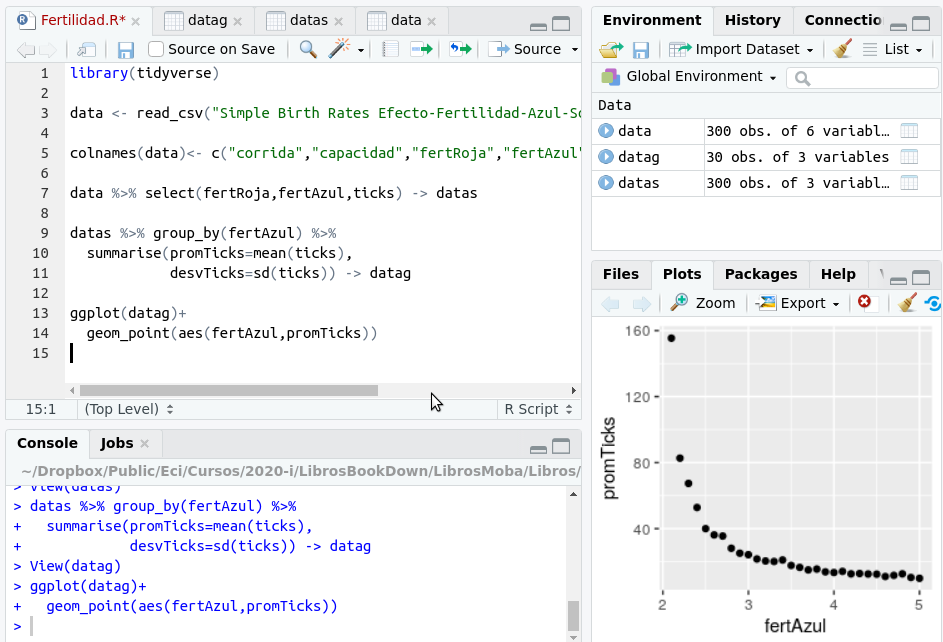 Fertilidad.R*
datag
datas
data
Source on Save
Source
1 library(tidyverse)
2
3 data <- read_csv("Simple Birth Rates Efecto-Fertilidad-Azul-So
4
5 colnames(data)<- c("corrida","capacidad","fertRoja","fertAzul"
6
7 data %>% select(fertRoja,fertAzul,ticks) -> datas
8
9 datas %>% group_by(fertAzul) %>%
10   summarise(promTicks=mean(ticks),
11             desvTicks=sd(ticks)) -> datag
12
13 ggplot(datag)+
14   geom_point(aes(fertAzul,promTicks))
15
15:1 (Top Level) R Script
Console Jobs
~/Dropbox/Public/Eci/Cursos/2020-i/LibrosBookDown/LibrosMoba/Libros/
> View(datas)
> datas %>% group_by(fertAzul) %>%
+   summarise(promTicks=mean(ticks),
+             desvTicks=sd(ticks)) -> datag
> View(datag)
> ggplot(datag)+
+   geom_point(aes(fertAzul,promTicks))
>
Environment History Connectio
Import Dataset List
Global Environment
Data
data 300 obs. of 6 variabl…
datag 30 obs. of 3 variables
datas 300 obs. of 3 variabl…
Files Plots Packages Help
Zoom Export
160
120
80
40
promTicks
2 3 4 5
fertAzul